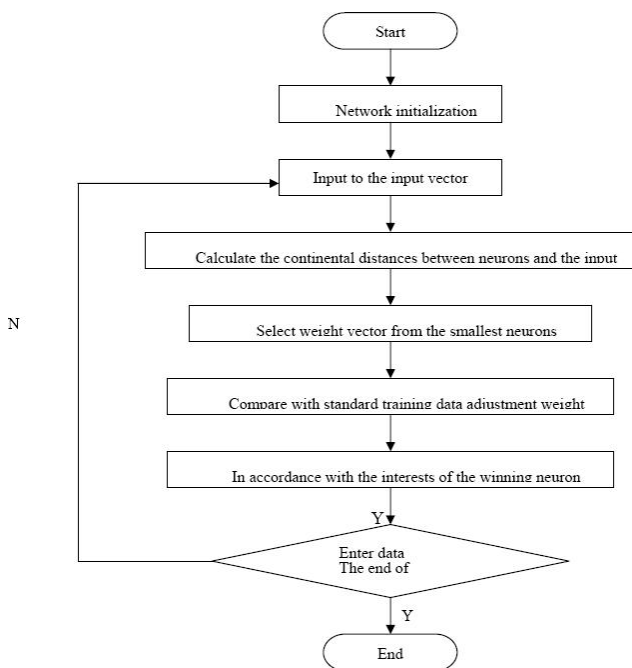 Start
Network initialization
Input to the input vector
Calculate the continental distances between neurons and the input
N
Select weight vector from the smallest neurons
Compare with standard training data adjustment weight
In accordance with the interests of the winning neuron
Y
Enter data
The end of
Y
End